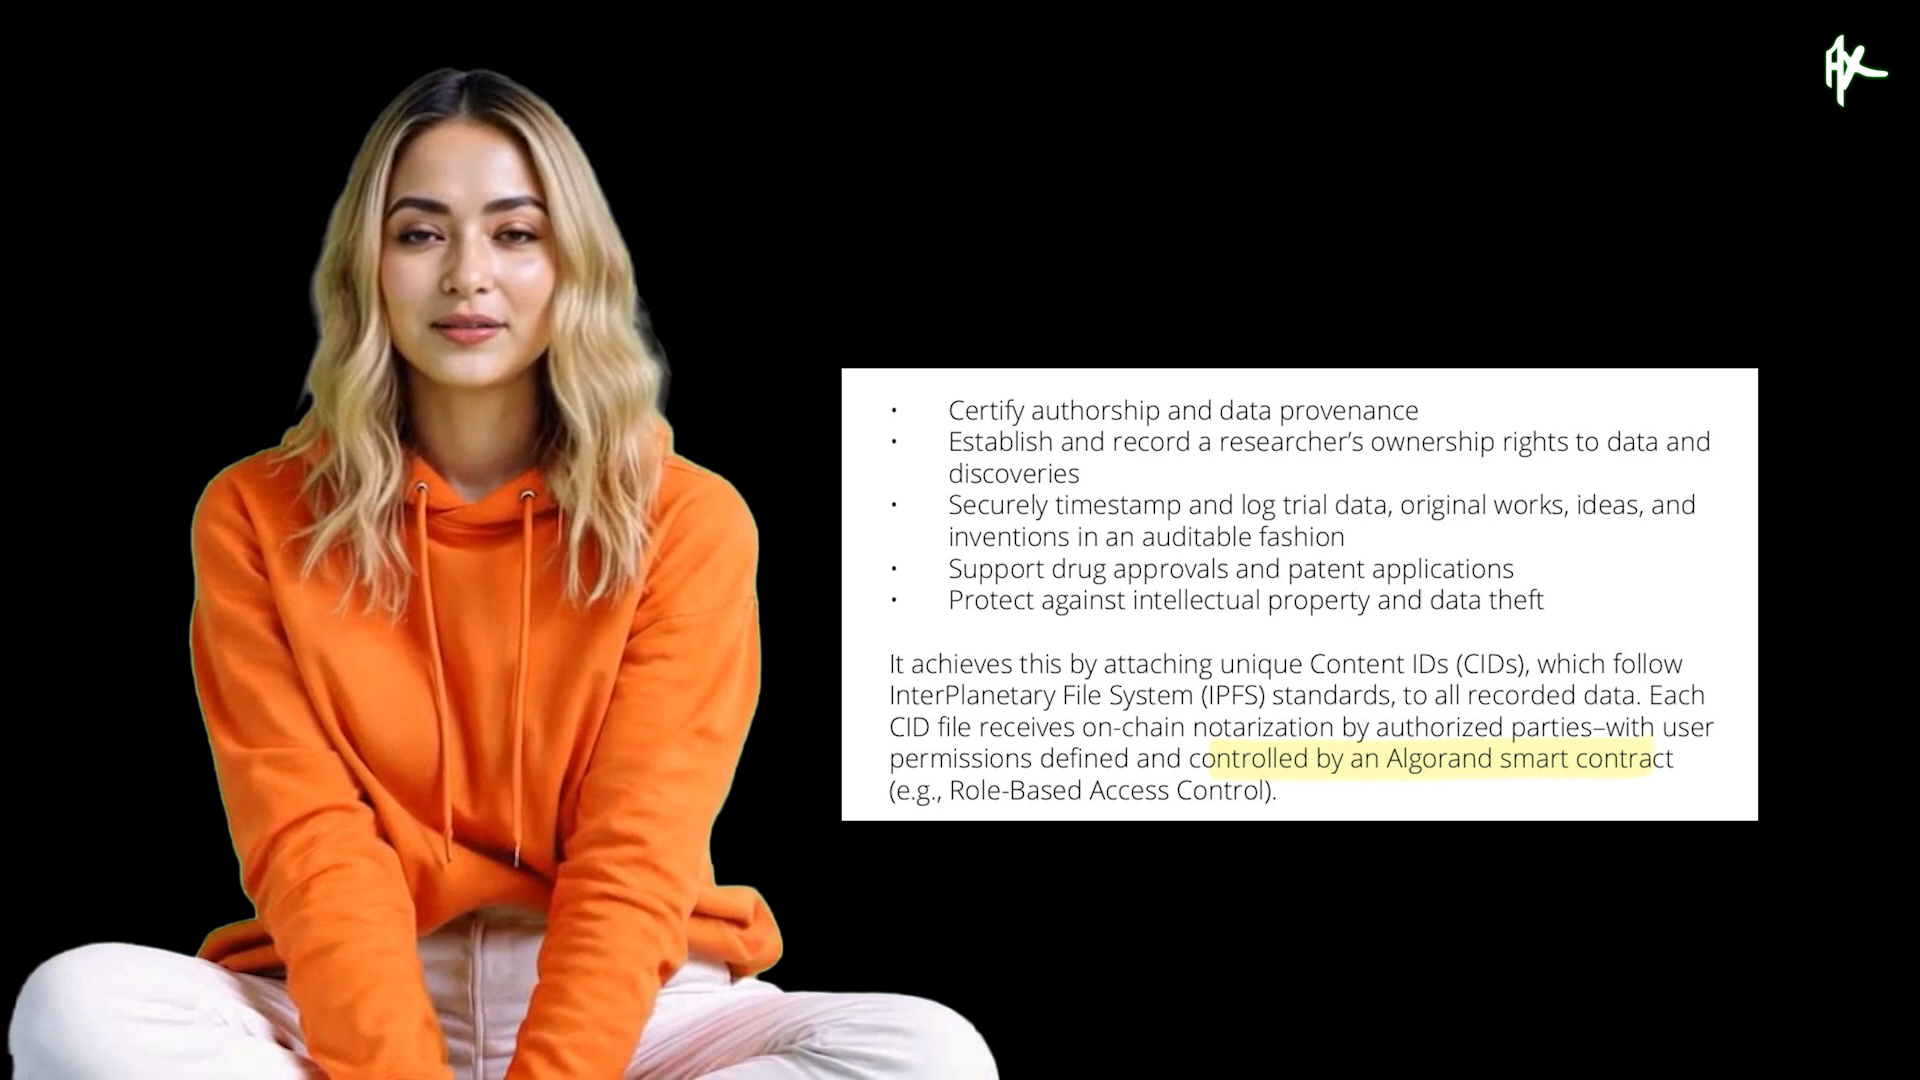 • Certify authorship and data provenance
• Establish and record a researcher’s ownership rights to data and
discoveries
• Securely timestamp and log trial data, original works, ideas, and
inventions in an auditable fashion
• Support drug approvals and patent applications
• Protect against intellectual property and data theft
It achieves this by attaching unique Content IDs (CIDs), which follow
InterPlanetary File System (IPFS) standards, to all recorded data. Each
CID file receives on-chain notarization by authorized parties–with user
permissions defined and controlled by an Algorand smart contract
(e.g., Role-Based Access Control).